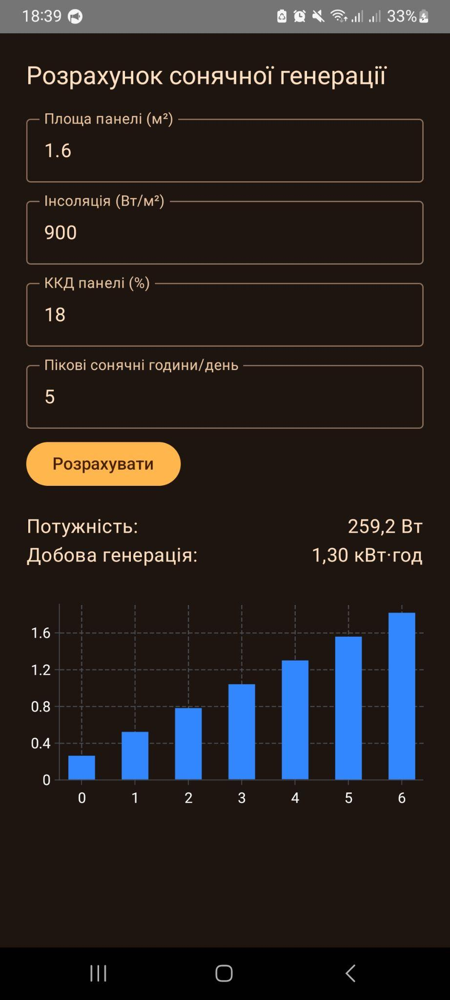 18:39 33%
Розрахунок сонячної генерації
Площа панелі (м²)
1.6
Інсоляція (Вт/м²)
900
ККД панелі (%)
18
Пікові сонячні години/день
5
Розрахувати
Потужність: 259,2 Вт
Добова генерація: 1,30 кВт·год
1.6
1.2
0.8
0.4
0
0 1 2 3 4 5 6